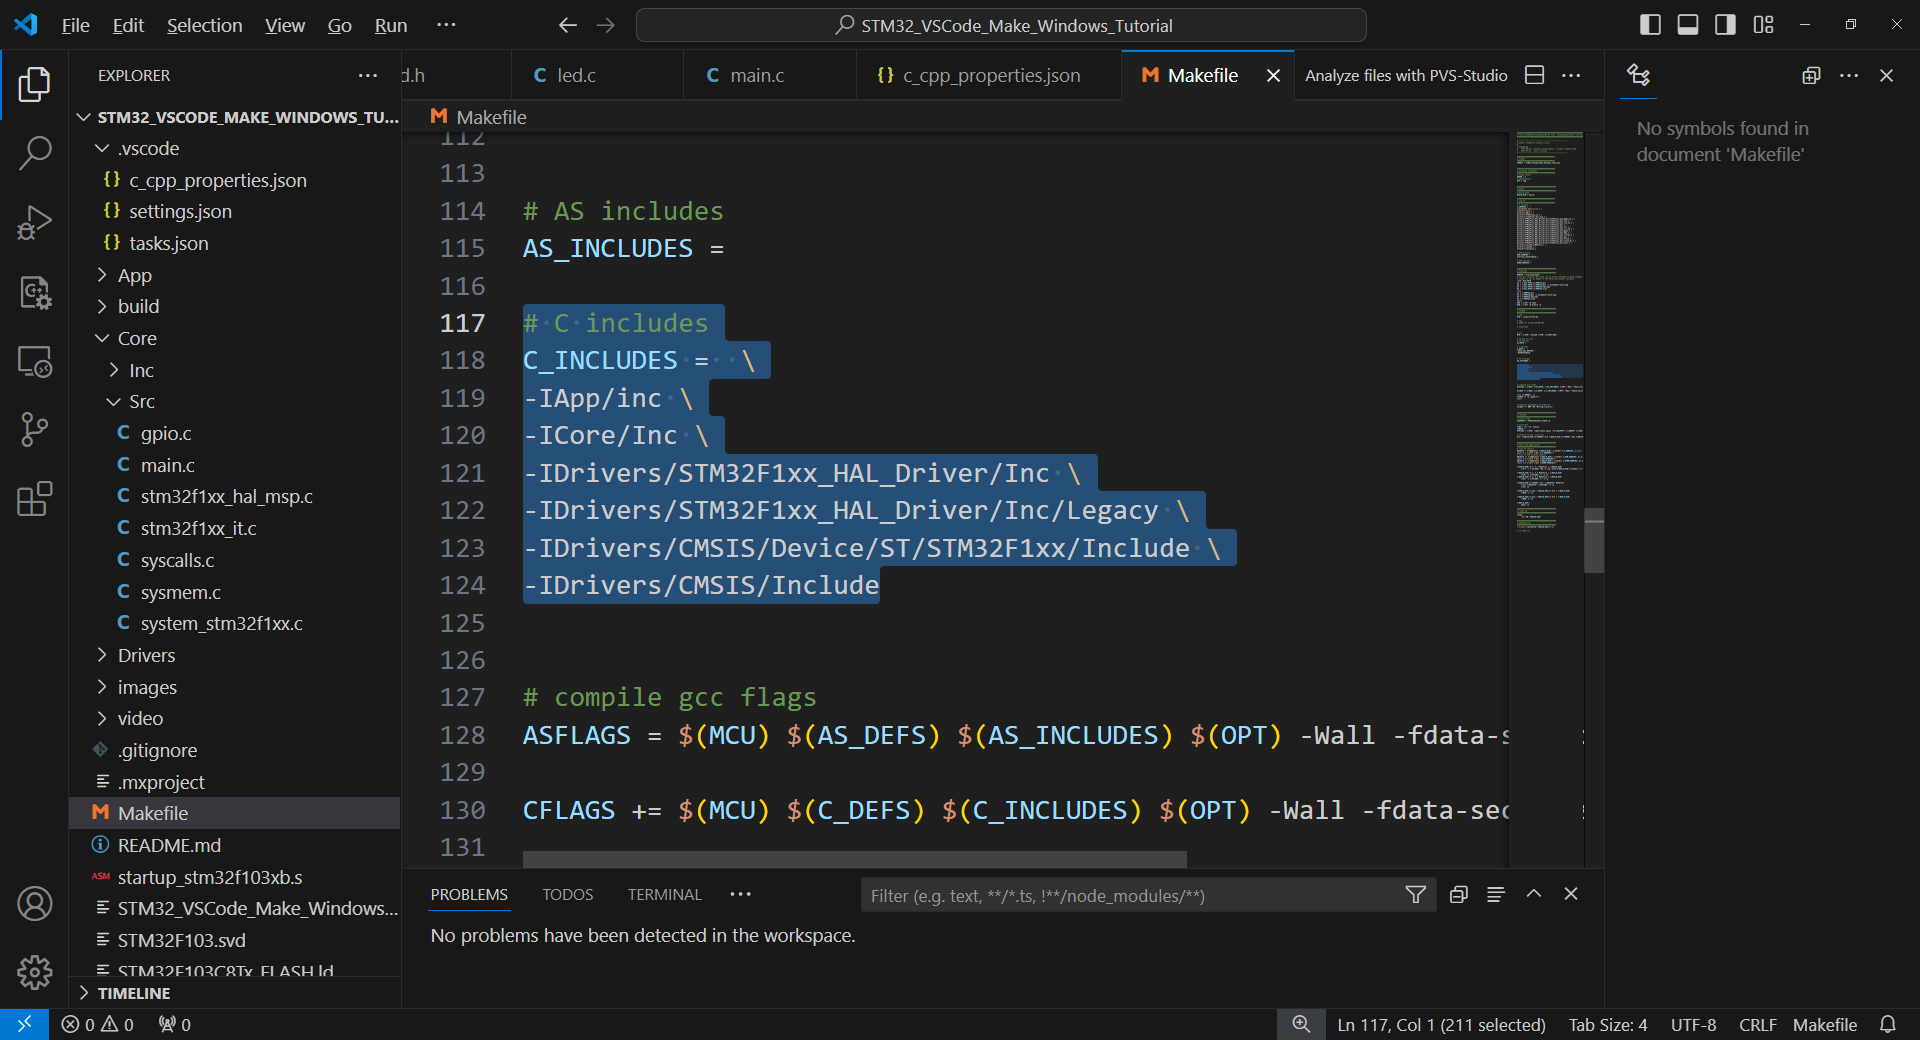 File Edit Selection View Go Run ···
STM32_VSCode_Make_Windows_Tutorial
EXPLORER
STM32_VSCODE_MAKE_WINDOWS_TU...
.vscode
{} c_cpp_properties.json
{} settings.json
{} tasks.json
App
build
Core
Inc
Src
C gpio.c
C main.c
C stm32f1xx_hal_msp.c
C stm32f1xx_it.c
C syscalls.c
C sysmem.c
C system_stm32f1xx.c
Drivers
images
video
.gitignore
.mxproject
M Makefile
README.md
ASM startup_stm32f103xb.s
STM32_VSCode_Make_Windows...
STM32F103.svd
STM32F103C8Tx_FLASH.ld
TIMELINE
d.h
C led.c
C main.c
{} c_cpp_properties.json
M Makefile
Analyze files with PVS-Studio
M Makefile
112
113
114 # AS includes
115 AS_INCLUDES =
116
117 #·C·includes
118 C_INCLUDES·=··\
119 -IApp/inc·\
120 -ICore/Inc·\
121 -IDrivers/STM32F1xx_HAL_Driver/Inc·\
122 -IDrivers/STM32F1xx_HAL_Driver/Inc/Legacy·\
123 -IDrivers/CMSIS/Device/ST/STM32F1xx/Include·\
124 -IDrivers/CMSIS/Include
125
126
127 # compile gcc flags
128 ASFLAGS = $(MCU) $(AS_DEFS) $(AS_INCLUDES) $(OPT) -Wall -fdata-s
129
130 CFLAGS += $(MCU) $(C_DEFS) $(C_INCLUDES) $(OPT) -Wall -fdata-sec
131
PROBLEMS TODOS TERMINAL ···
Filter (e.g. text, **/*.ts, !**/node_modules/**)
No problems have been detected in the workspace.
No symbols found in
document 'Makefile'
0 0 0
Ln 117, Col 1 (211 selected) Tab Size: 4 UTF-8 CRLF Makefile